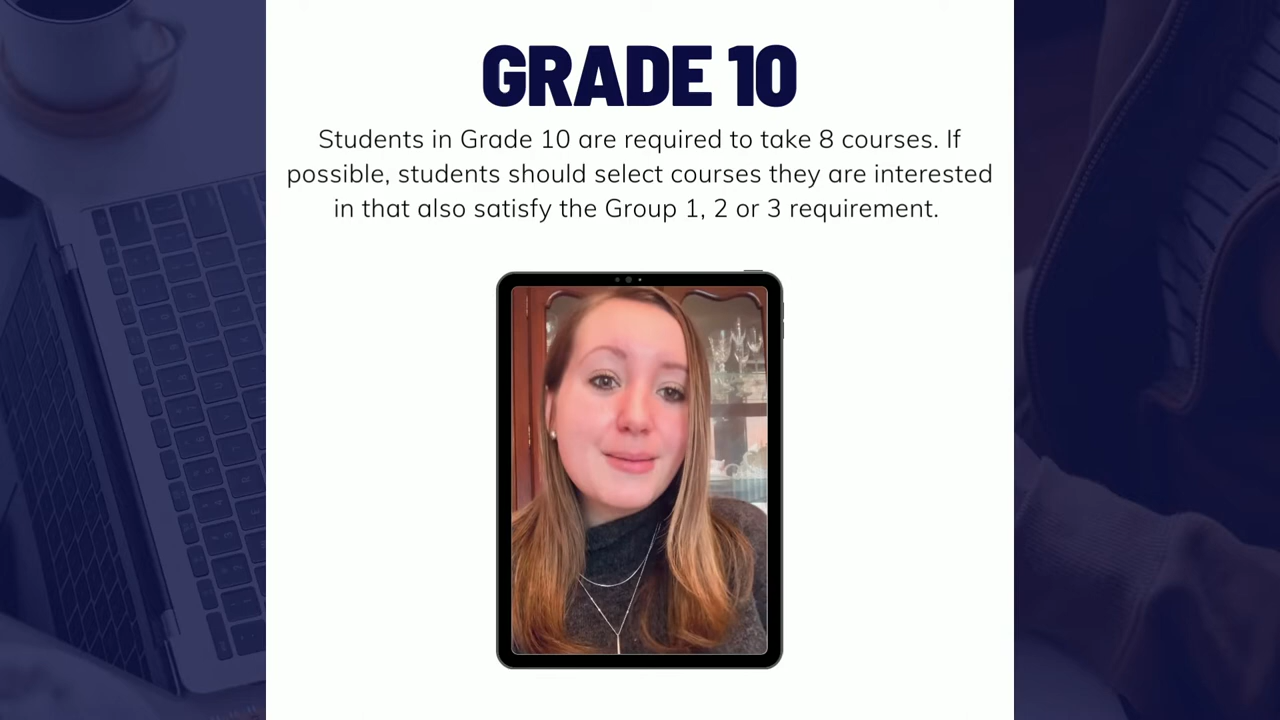 GRADE 10
Students in Grade 10 are required to take 8 courses. If
possible, students should select courses they are interested
in that also satisfy the Group 1, 2 or 3 requirement.